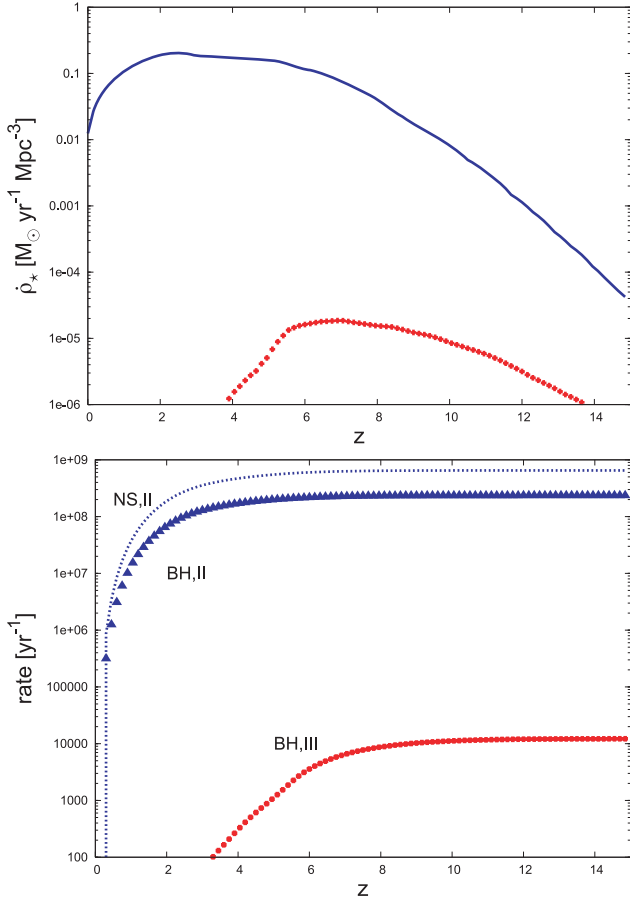 1
0.1
0.01
0.001
1e-04
1e-05
1e-06
ρ̇⋆ [M☉ yr⁻¹ Mpc⁻³]
0 2 4 6 8 10 12 14
z
1e+09
1e+08
1e+07
1e+06
100000
10000
1000
100
rate [yr⁻¹]
NS,II
BH,II
BH,III
0 2 4 6 8 10 12 14
z